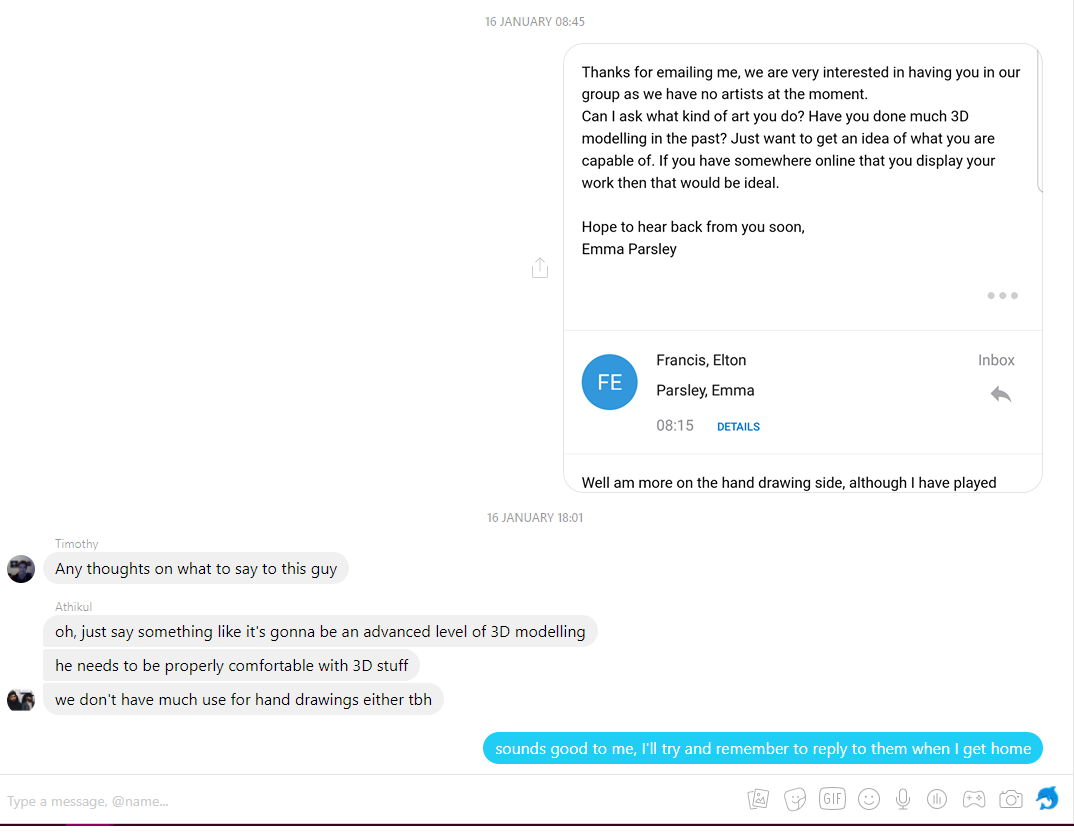 16 JANUARY 08:45
Thanks for emailing me, we are very interested in having you in our
group as we have no artists at the moment.
Can I ask what kind of art you do? Have you done much 3D
modelling in the past? Just want to get an idea of what you are
capable of. If you have somewhere online that you display your
work then that would be ideal.
Hope to hear back from you soon,
Emma Parsley
FE
Francis, Elton
Inbox
Parsley, Emma
08:15 DETAILS
Well am more on the hand drawing side, although I have played
16 JANUARY 18:01
Timothy
Any thoughts on what to say to this guy
Athikul
oh, just say something like it's gonna be an advanced level of 3D modelling
he needs to be properly comfortable with 3D stuff
we don't have much use for hand drawings either tbh
sounds good to me, I'll try and remember to reply to them when I get home
Type a message, @name...
GIF